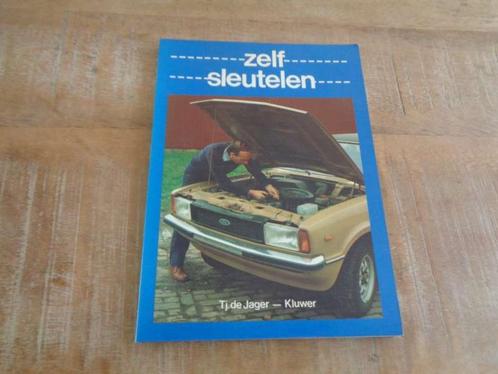 zelf
sleutelen
Tj. de Jager — Kluwer